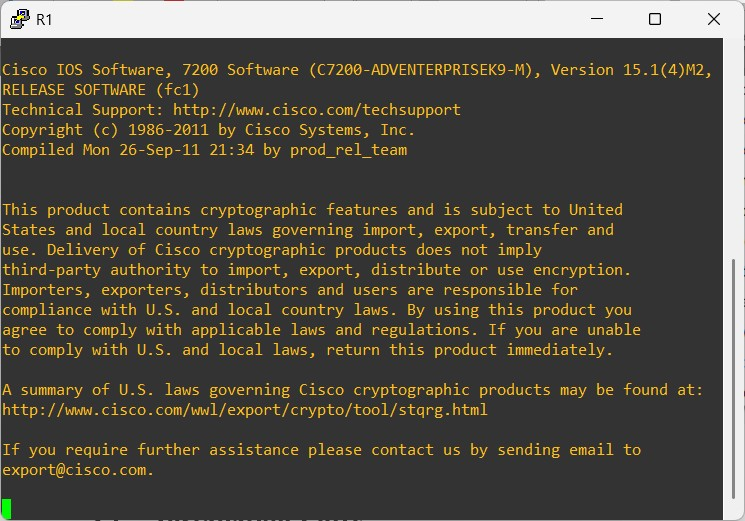 R1
Cisco IOS Software, 7200 Software (C7200-ADVENTERPRISEK9-M), Version 15.1(4)M2,
RELEASE SOFTWARE (fc1)
Technical Support: http://www.cisco.com/techsupport
Copyright (c) 1986-2011 by Cisco Systems, Inc.
Compiled Mon 26-Sep-11 21:34 by prod_rel_team
This product contains cryptographic features and is subject to United
States and local country laws governing import, export, transfer and
use. Delivery of Cisco cryptographic products does not imply
third-party authority to import, export, distribute or use encryption.
Importers, exporters, distributors and users are responsible for
compliance with U.S. and local country laws. By using this product you
agree to comply with applicable laws and regulations. If you are unable
to comply with U.S. and local laws, return this product immediately.
A summary of U.S. laws governing Cisco cryptographic products may be found at:
http://www.cisco.com/wwl/export/crypto/tool/stqrg.html
If you require further assistance please contact us by sending email to
export@cisco.com.